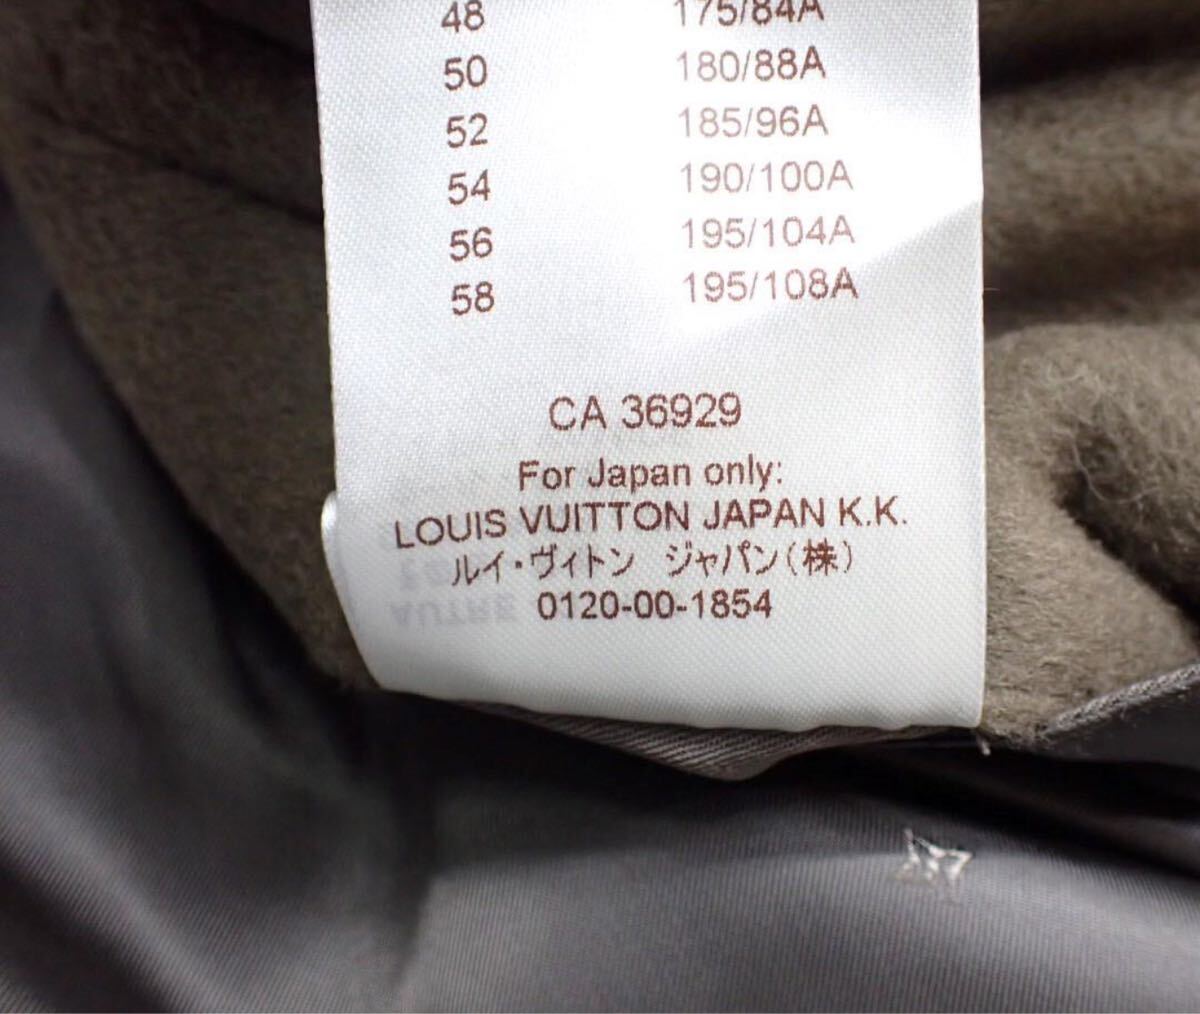 48 175/84A
50 180/88A
52 185/96A
54 190/100A
56 195/104A
58 195/108A
CA 36929
For Japan only:
LOUIS VUITTON JAPAN K.K.
ルイ・ヴィトン ジャパン(株)
0120-00-1854